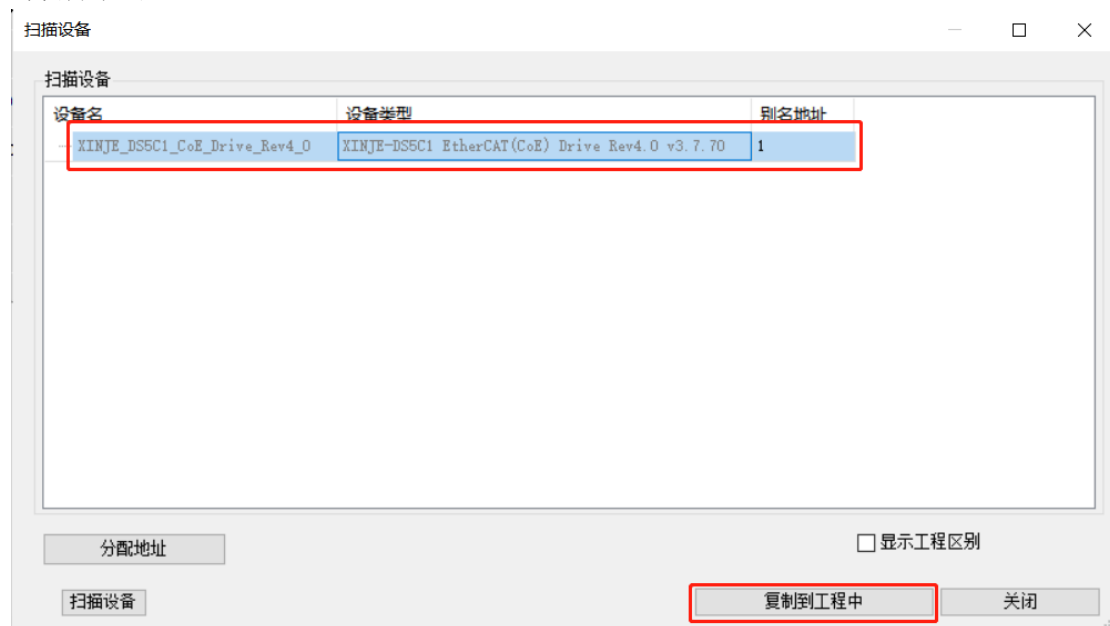 扫描设备
扫描设备
设备名 设备类型 别名地址
XINJE_DS5C1_CoE_Drive_Rev4_0 XINJE-DS5C1 EtherCAT(CoE) Drive Rev4.0 v3.7.70 1
分配地址 显示工程区别
扫描设备 复制到工程中 关闭